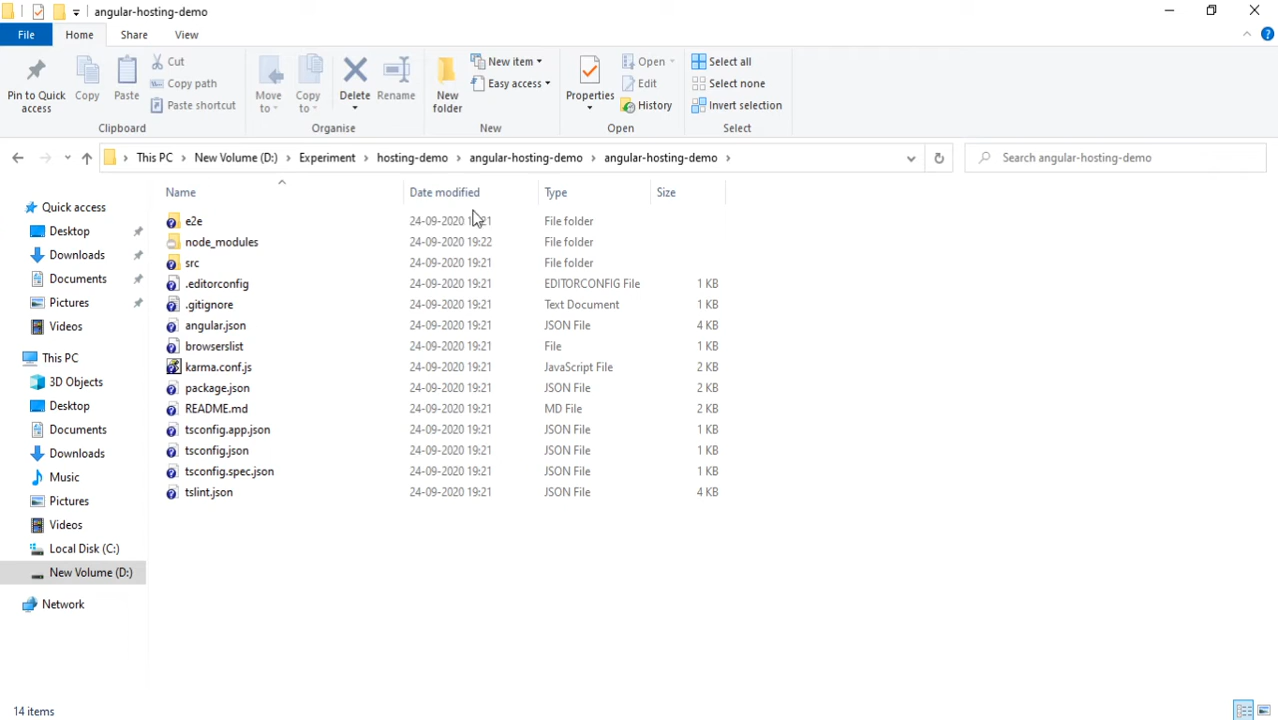 angular-hosting-demo
File Home Share View
Pin to Quick access
Copy
Paste
Cut
Copy path
Paste shortcut
Clipboard
Move to
Copy to
Delete
Rename
Organise
New folder
New item
Easy access
New
Properties
Open
Edit
History
Open
Select all
Select none
Invert selection
Select
This PC New Volume (D:) Experiment hosting-demo angular-hosting-demo angular-hosting-demo
Search angular-hosting-demo
Quick access
Desktop
Downloads
Documents
Pictures
Videos
This PC
3D Objects
Desktop
Documents
Downloads
Music
Pictures
Videos
Local Disk (C:)
New Volume (D:)
Network
Name Date modified Type Size
e2e 24-09-2020 19:21 File folder
node_modules 24-09-2020 19:22 File folder
src 24-09-2020 19:21 File folder
.editorconfig 24-09-2020 19:21 EDITORCONFIG File 1 KB
.gitignore 24-09-2020 19:21 Text Document 1 KB
angular.json 24-09-2020 19:21 JSON File 4 KB
browserslist 24-09-2020 19:21 File 1 KB
karma.conf.js 24-09-2020 19:21 JavaScript File 2 KB
package.json 24-09-2020 19:21 JSON File 2 KB
README.md 24-09-2020 19:21 MD File 2 KB
tsconfig.app.json 24-09-2020 19:21 JSON File 1 KB
tsconfig.json 24-09-2020 19:21 JSON File 1 KB
tsconfig.spec.json 24-09-2020 19:21 JSON File 1 KB
tslint.json 24-09-2020 19:21 JSON File 4 KB
14 items